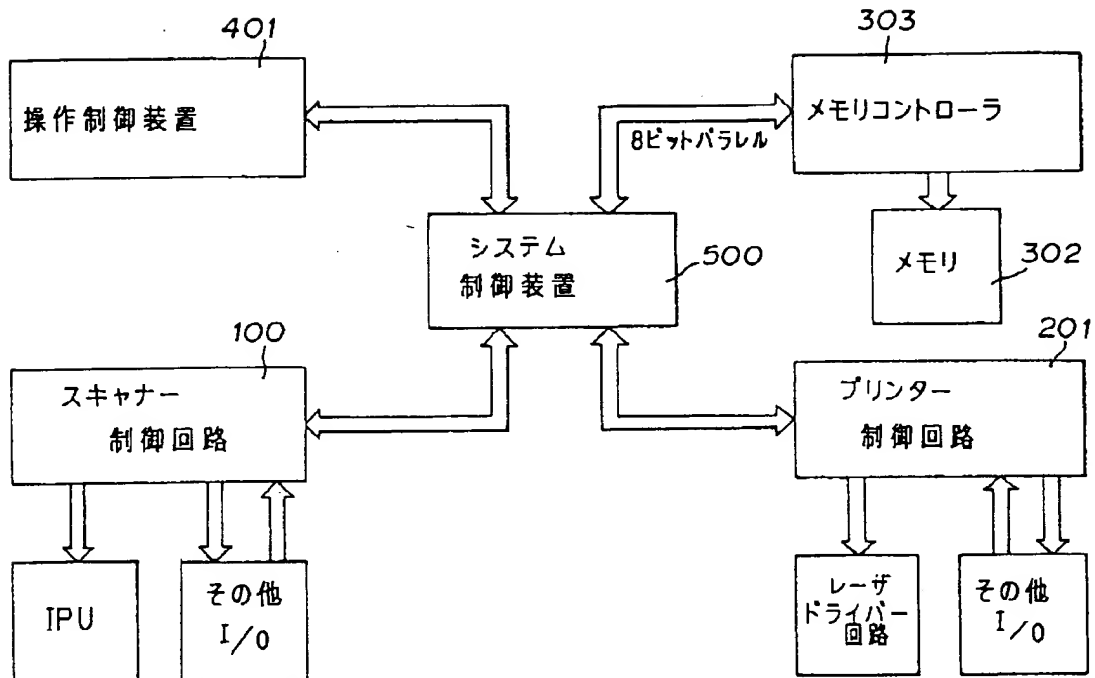 401
操作制御装置
303
メモリコントローラ
8ビットパラレル
メモリ
302
システム
制御装置
500
100
スキャナー
制御回路
201
プリンター
制御回路
IPU
その他
I/O
レーザ
ドライバー
回路
その他
I/O